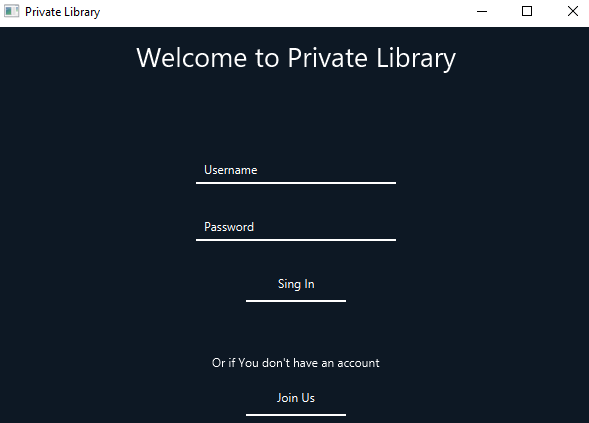 Private Library
Welcome to Private Library
Username
Password
Sing In
Or if You don't have an account
Join Us